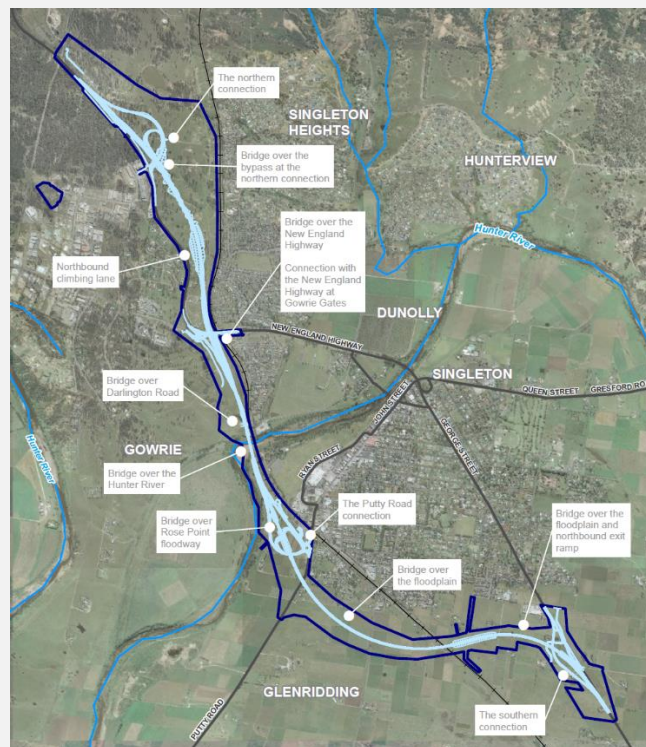 The northern
connection
SINGLETON
HEIGHTS
HUNTERVIEW
Bridge over the
bypass at the
northern connection
Hunter River
Bridge over the
New England
Highway
Connection with
the New England
Highway at
Gowrie Gates
Northbound
climbing lane
DUNOLLY
NEW ENGLAND HIGHWAY
SINGLETON
QUEEN STREET
GRESFORD RO
JOHN STREET
GEORGE STREET
Bridge over
Darlington Road
Hunter River
GOWRIE
RYAN STREET
Bridge over the
Hunter River
The Putty Road
connection
Bridge over the
floodplain and
northbound exit
ramp
Bridge over
Rose Point
floodway
Bridge over
the floodplain
GLENRIDDING
PUTTY ROAD
The southern
connection